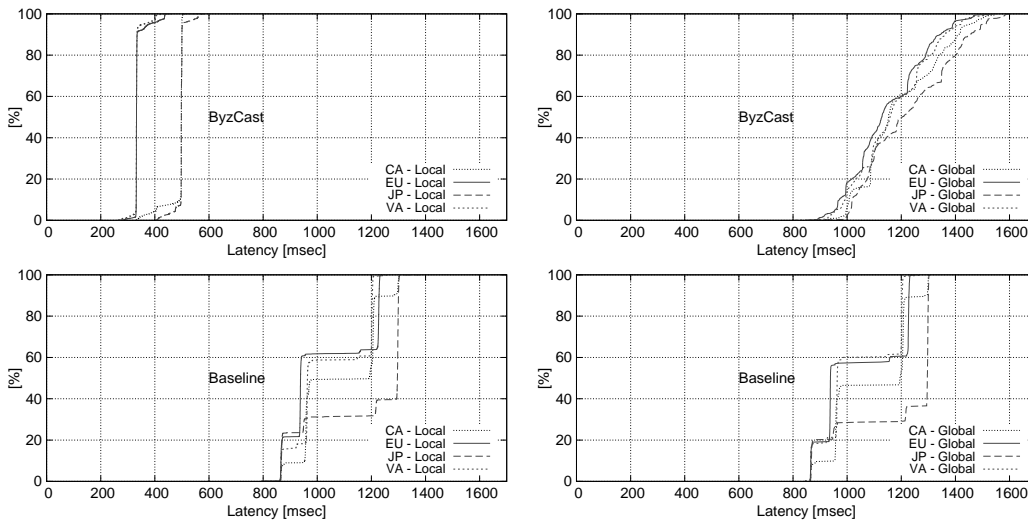 100
80
60
40
20
0
[%]
ByzCast
CA - Local
EU - Local
JP - Local
VA - Local
0 200 400 600 800 1000 1200 1400 1600
Latency [msec]
100
80
60
40
20
0
[%]
ByzCast
CA - Global
EU - Global
JP - Global
VA - Global
0 200 400 600 800 1000 1200 1400 1600
Latency [msec]
100
80
60
40
20
0
[%]
Baseline
CA - Local
EU - Local
JP - Local
VA - Local
0 200 400 600 800 1000 1200 1400 1600
Latency [msec]
100
80
60
40
20
0
[%]
Baseline
CA - Global
EU - Global
JP - Global
VA - Global
0 200 400 600 800 1000 1200 1400 1600
Latency [msec]